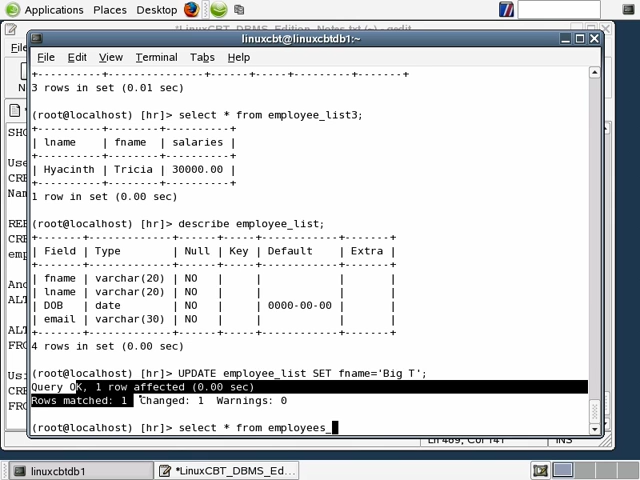 Applications Places Desktop
*LinuxCBT_DBMS_Edition_Notes.txt (~) - gedit
linuxcbt@linuxcbtdb1:~
File Edit View Terminal Tabs Help
+----------+---------------+------+-----+---------+-------+
3 rows in set (0.01 sec)
(root@localhost) [hr]> select * from employee_list3;
+----------+--------+----------+
| lname | fname | salaries |
+----------+--------+----------+
| Hyacinth | Tricia | 30000.00 |
+----------+--------+----------+
1 row in set (0.00 sec)
(root@localhost) [hr]> describe employee_list;
+-------+-------------+------+-----+------------+-------+
| Field | Type | Null | Key | Default | Extra |
+-------+-------------+------+-----+------------+-------+
| fname | varchar(20) | NO | | | |
| lname | varchar(20) | NO | | | |
| DOB | date | NO | | 0000-00-00 | |
| email | varchar(30) | NO | | | |
+-------+-------------+------+-----+------------+-------+
4 rows in set (0.00 sec)
(root@localhost) [hr]> UPDATE employee_list SET fname='Big T';
Query OK, 1 row affected (0.00 sec)
Rows matched: 1 Changed: 1 Warnings: 0
(root@localhost) [hr]> select * from employees_
Ln 489, Col 141 INS
linuxcbtdb1
*LinuxCBT_DBMS_Ed...